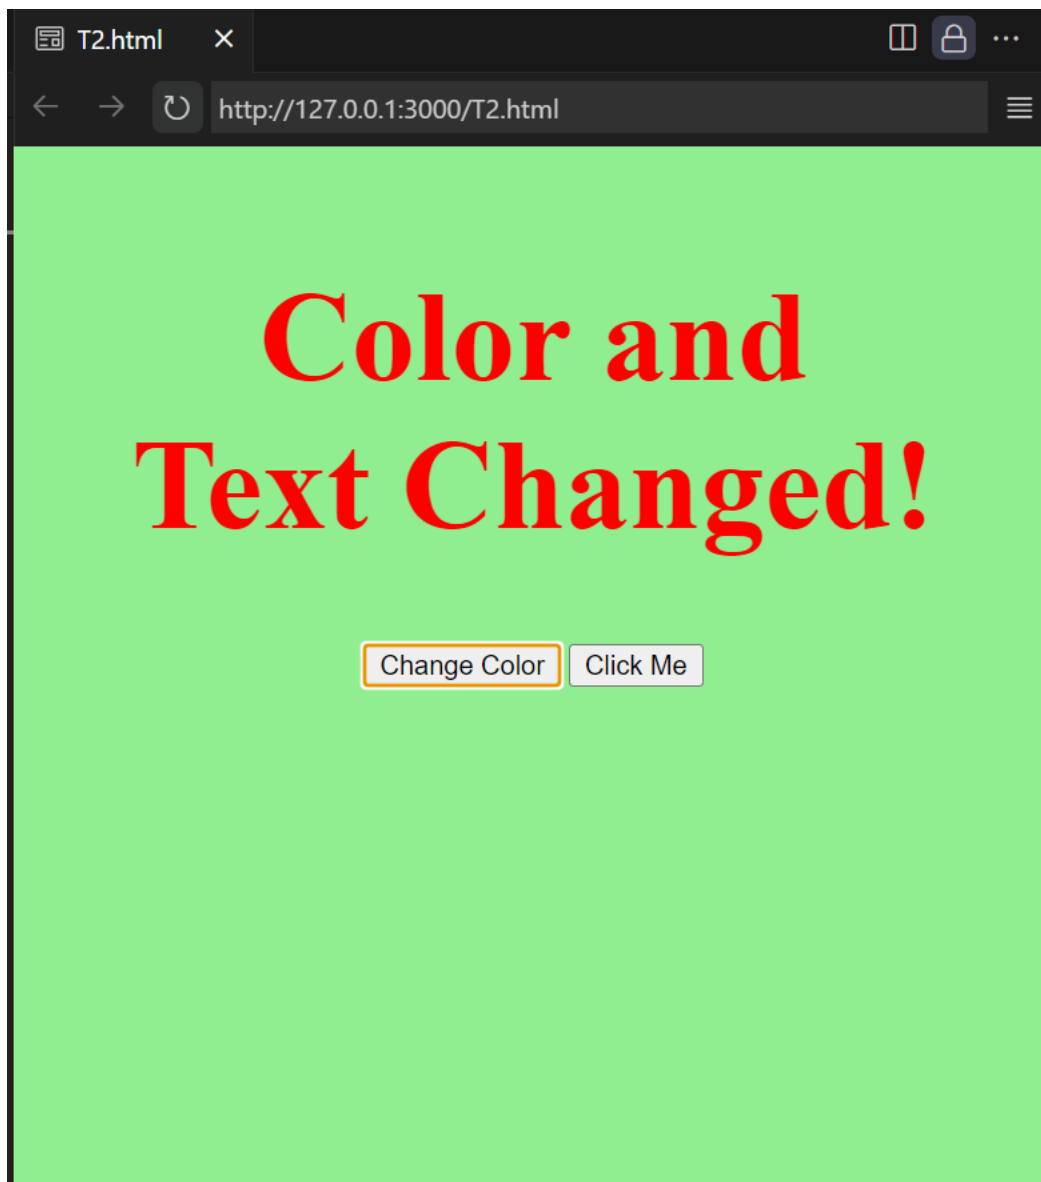 T2.html
http://127.0.0.1:3000/T2.html
Color and
Text Changed!
Change Color Click Me